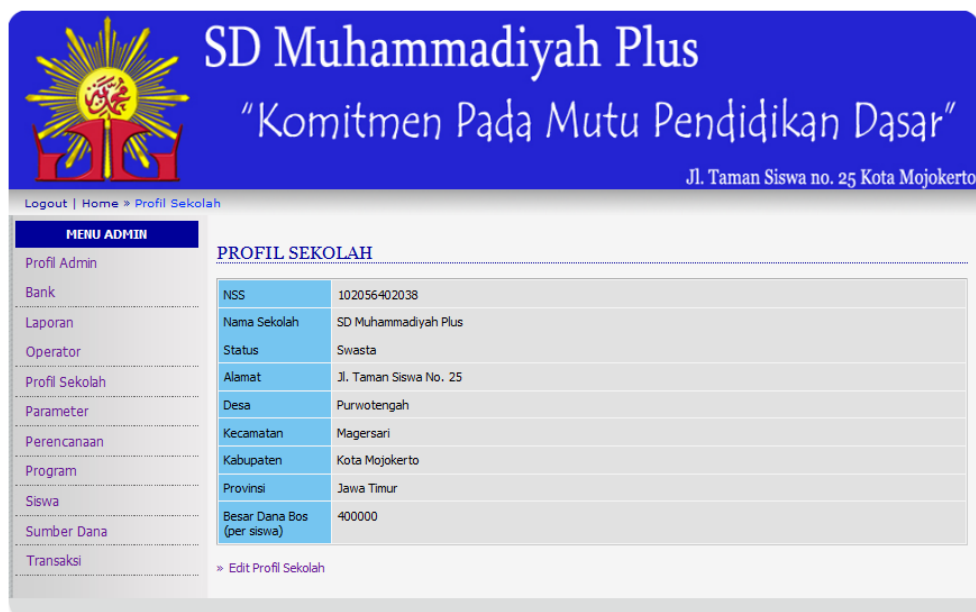 SD Muhammadiyah Plus
"Komitmen Pada Mutu Pendidikan Dasar"
Jl. Taman Siswa no. 25 Kota Mojokerto
Logout | Home » Profil Sekolah
MENU ADMIN
Profil Admin
Bank
Laporan
Operator
Profil Sekolah
Parameter
Perencanaan
Program
Siswa
Sumber Dana
Transaksi
PROFIL SEKOLAH
NSS 102056402038
Nama Sekolah SD Muhammadiyah Plus
Status Swasta
Alamat Jl. Taman Siswa No. 25
Desa Purwotengah
Kecamatan Magersari
Kabupaten Kota Mojokerto
Provinsi Jawa Timur
Besar Dana Bos 400000
(per siswa)
» Edit Profil Sekolah